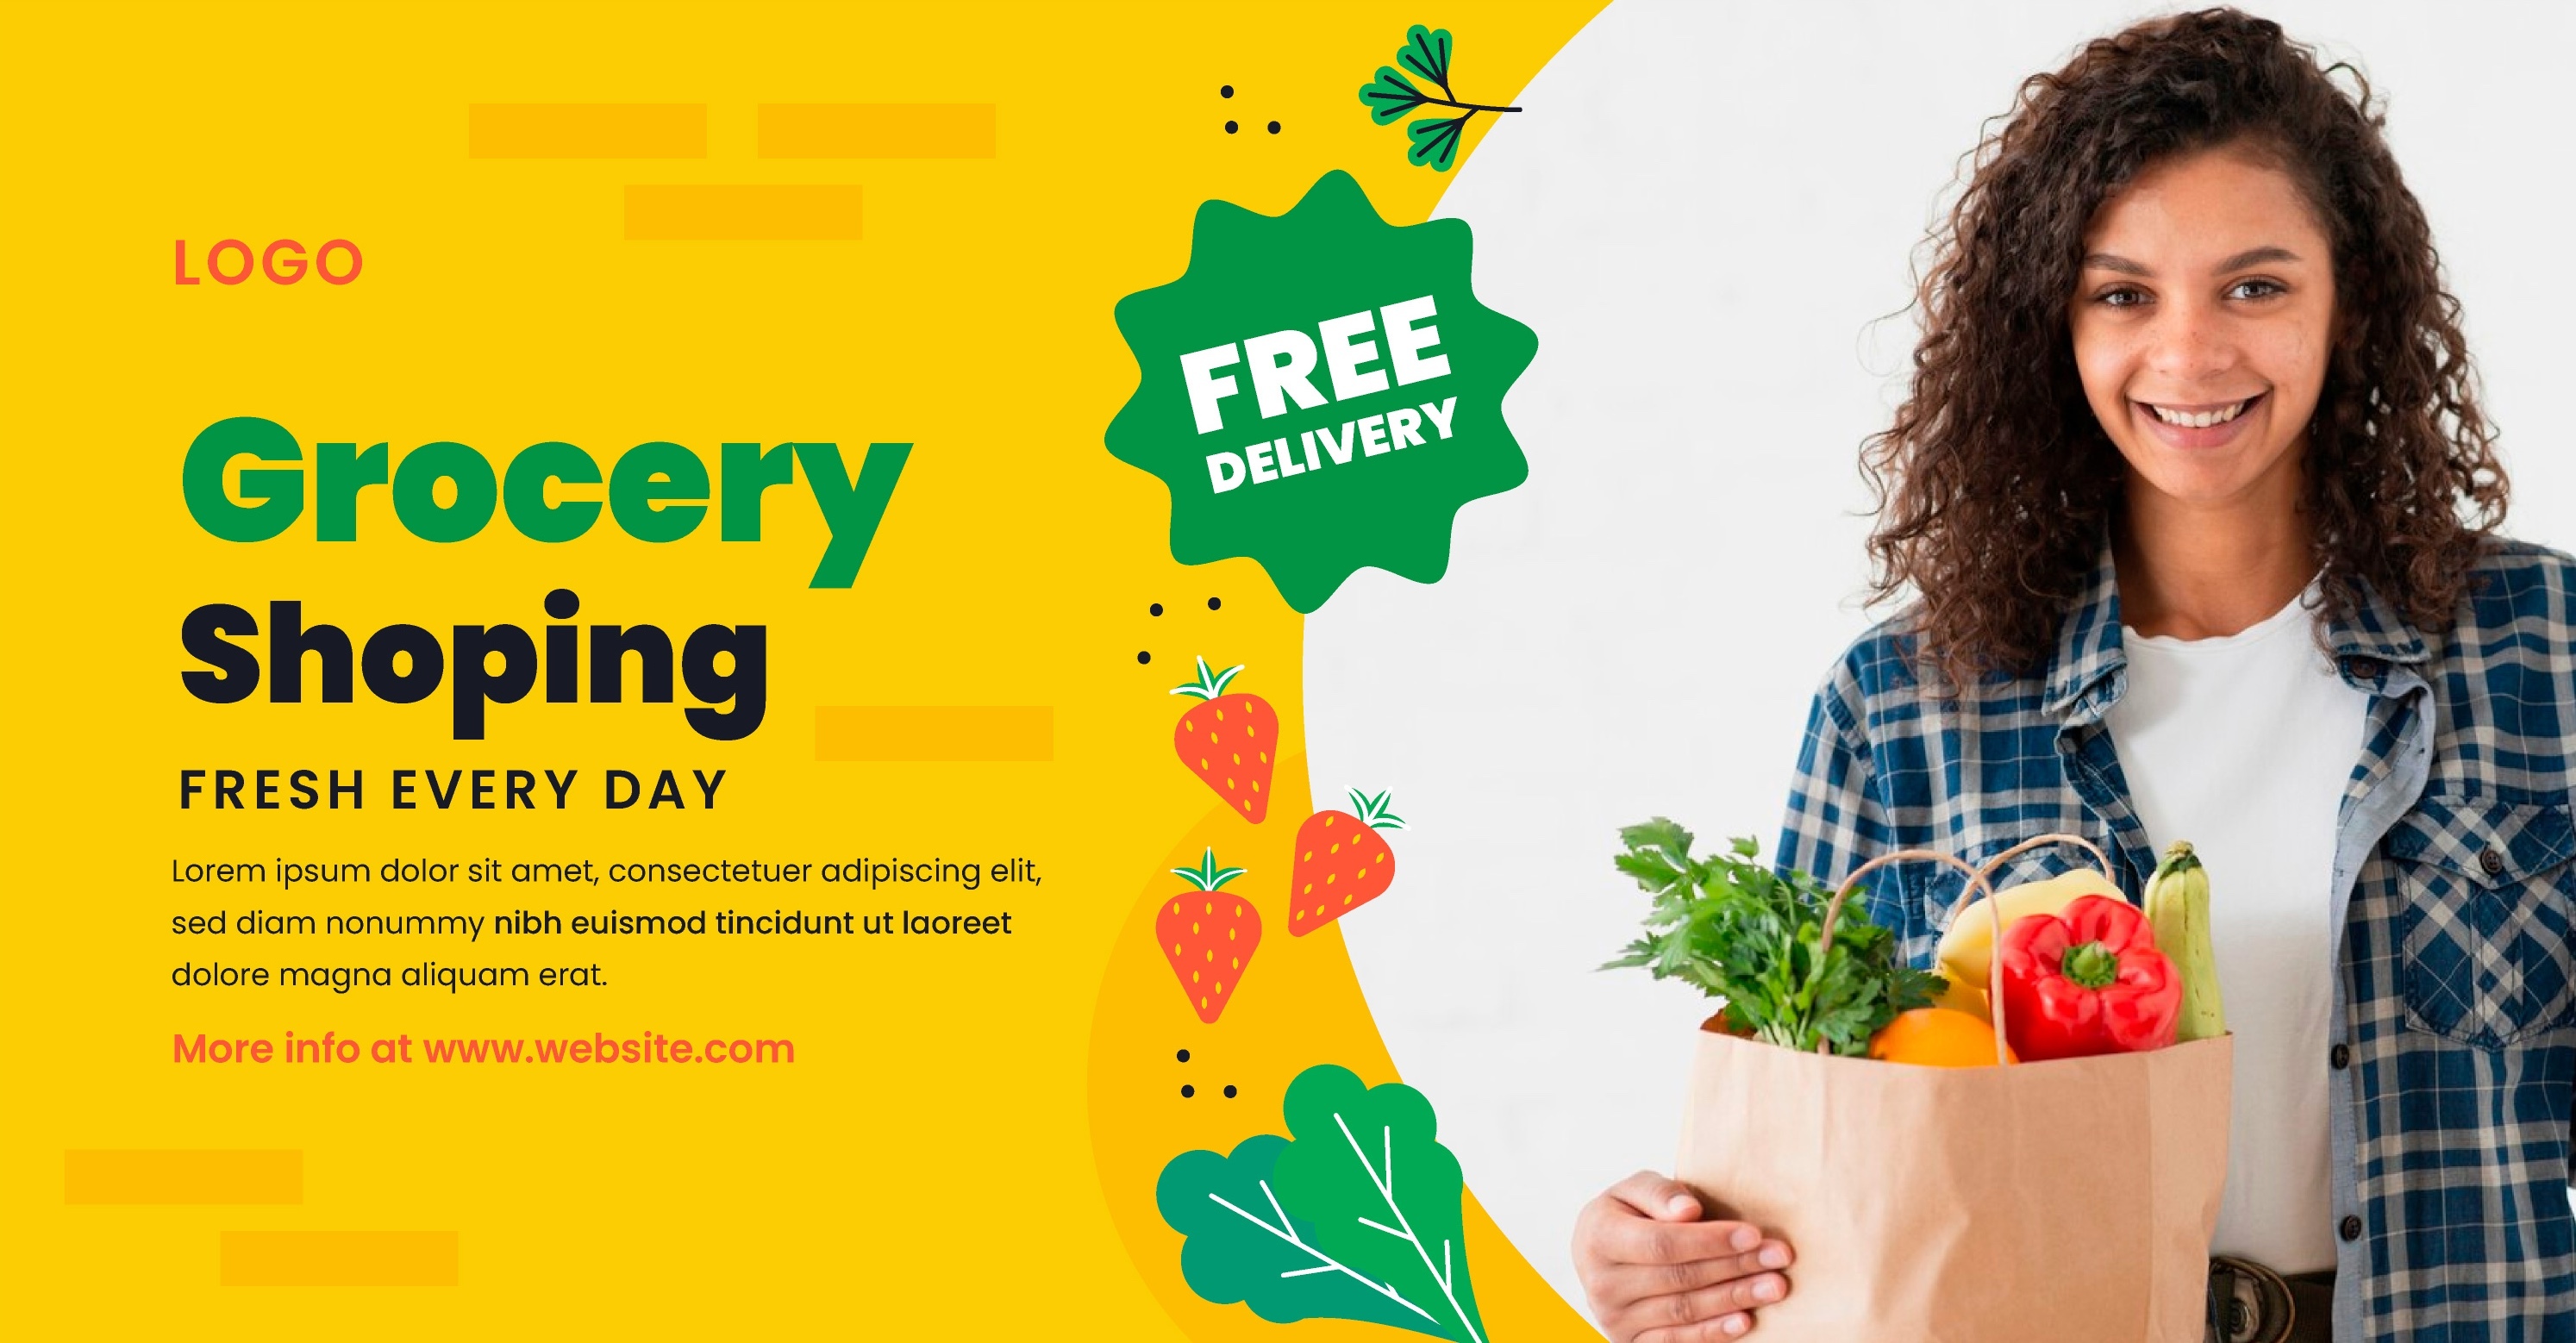 LOGO
Grocery
Shoping
FRESH EVERY DAY
Lorem ipsum dolor sit amet, consectetuer adipiscing elit,
sed diam nonummy nibh euismod tincidunt ut laoreet
dolore magna aliquam erat.
More info at www.website.com
FREE
DELIVERY